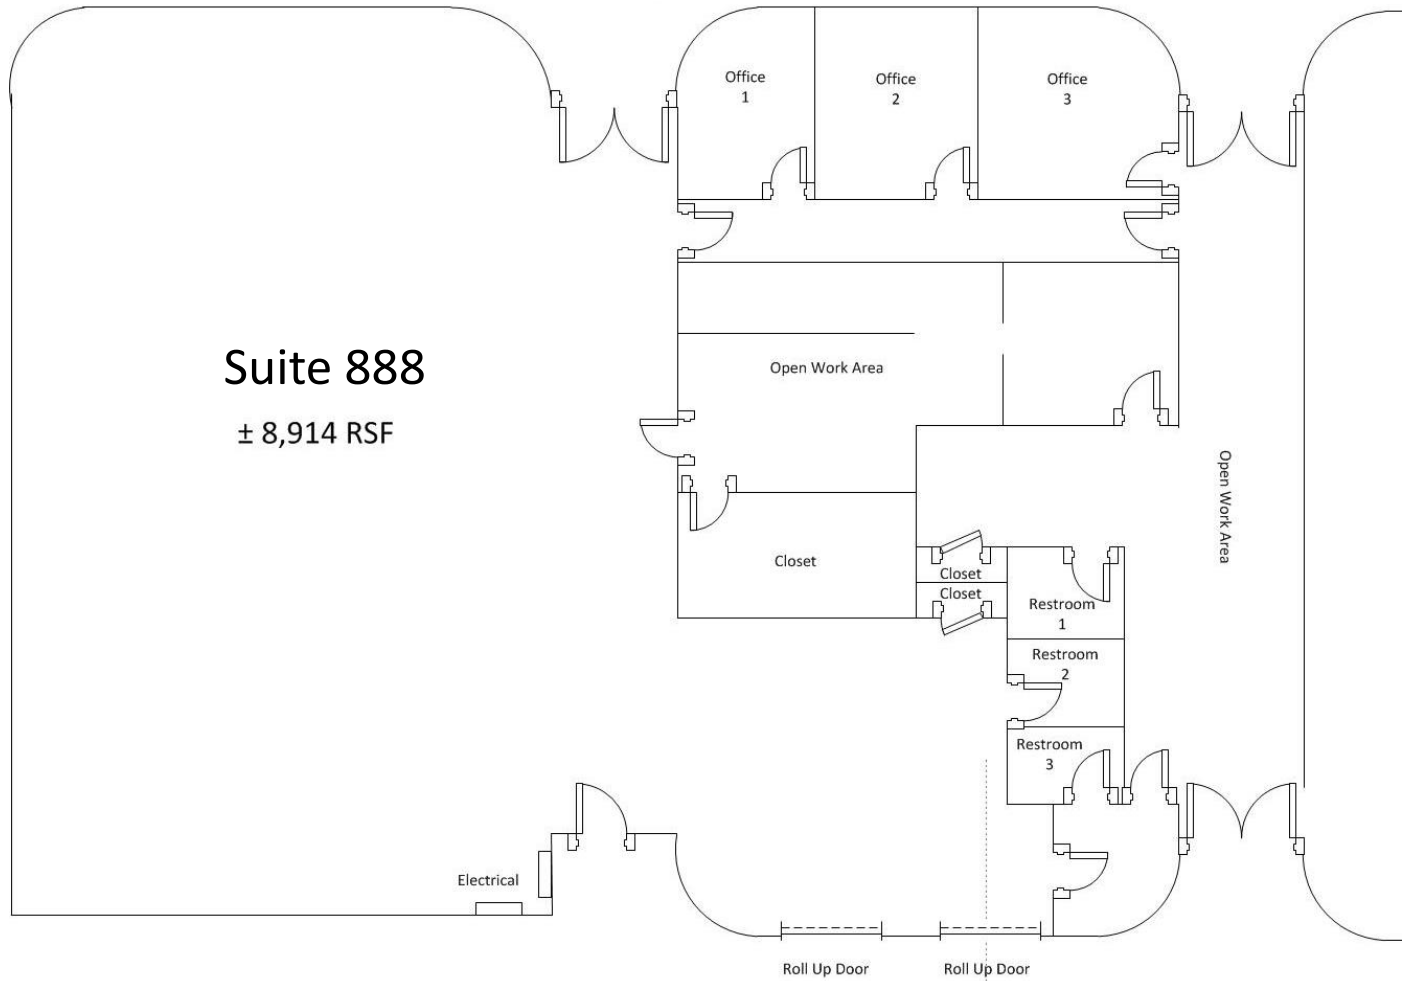 Office
1
Office
2
Office
3
Suite 888
± 8,914 RSF
Open Work Area
Open Work Area
Closet
Closet
Closet
Restroom
1
Restroom
2
Restroom
3
Electrical
Roll Up Door
Roll Up Door